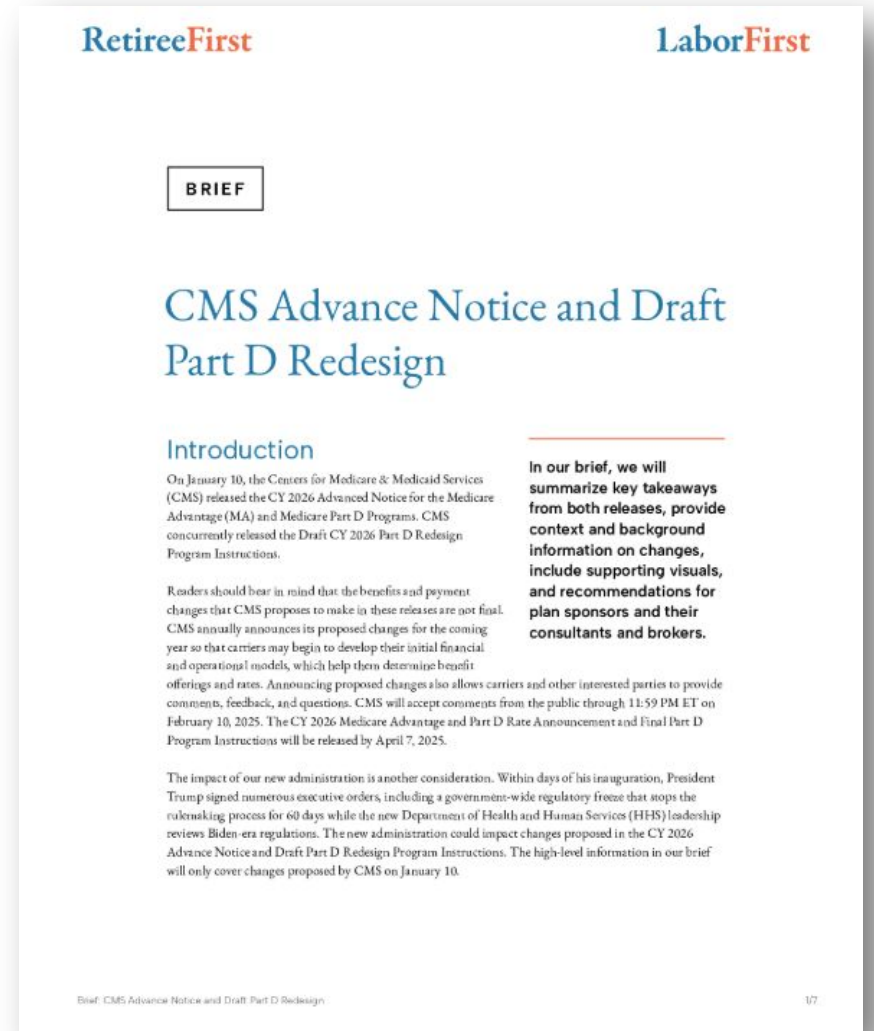 RetireeFirst
LaborFirst
BRIEF
CMS Advance Notice and Draft
Part D Redesign
Introduction
On January 10, the Centers for Medicare & Medicaid Services
(CMS) released the CY 2026 Advanced Notice for the Medicare
Advantage (MA) and Medicare Part D Programs. CMS
concurrently released the Draft CY 2026 Part D Redesign
Program Instructions.
In our brief, we will
summarize key takeaways
from both releases, provide
context and background
information on changes,
include supporting visuals,
and recommendations for
plan sponsors and their
consultants and brokers.
Readers should bear in mind that the benefits and payment
changes that CMS proposes to make in these releases are not final.
CMS annually announces its proposed changes for the coming
year so that carriers may begin to develop their initial financial
and operational models, which help them determine benefit
offerings and rates. Announcing proposed changes also allows carriers and other interested parties to provide
comments, feedback, and questions. CMS will accept comments from the public through 11:59 PM ET on
February 10, 2025. The CY 2026 Medicare Advantage and Part D Rate Announcement and Final Part D
Program Instructions will be released by April 7, 2025.
The impact of our new administration is another consideration. Within days of his inauguration, President
Trump signed numerous executive orders, including a government-wide regulatory freeze that stops the
rulemaking process for 60 days while the new Department of Health and Human Services (HHS) leadership
reviews Biden-era regulations. The new administration could impact changes proposed in the CY 2026
Advance Notice and Draft Part D Redesign Program Instructions. The high-level information in our brief
will only cover changes proposed by CMS on January 10.
Brief: CMS Advance Notice and Draft Part D Redesign
1/7